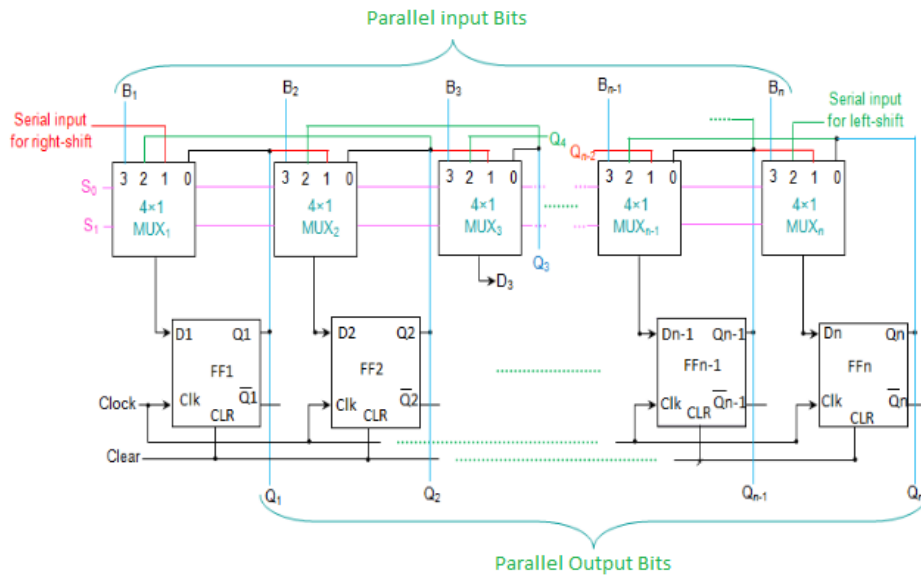 Parallel input Bits
B1 B2 B3 Bn-1 Bn
Serial input
for right-shift
Serial input
for left-shift
Q4 Qn-2
3 2 1 0 3 2 1 0 3 2 1 0 3 2 1 0 3 2 1 0
S0
4×1 4×1 4×1 4×1 4×1
S1
MUX1 MUX2 MUX3 MUXn-1 MUXn
Q3
D3
D1 Q1 D2 Q2 Dn-1 Qn-1 Dn Qn
FF1 FF2 FFn-1 FFn
Clock
Clk Q̅1 Clk Q̅2 Clk Q̅n-1 Clk Q̅n
CLR CLR CLR CLR
Clear
Q1 Q2 Qn-1 Qn
Parallel Output Bits